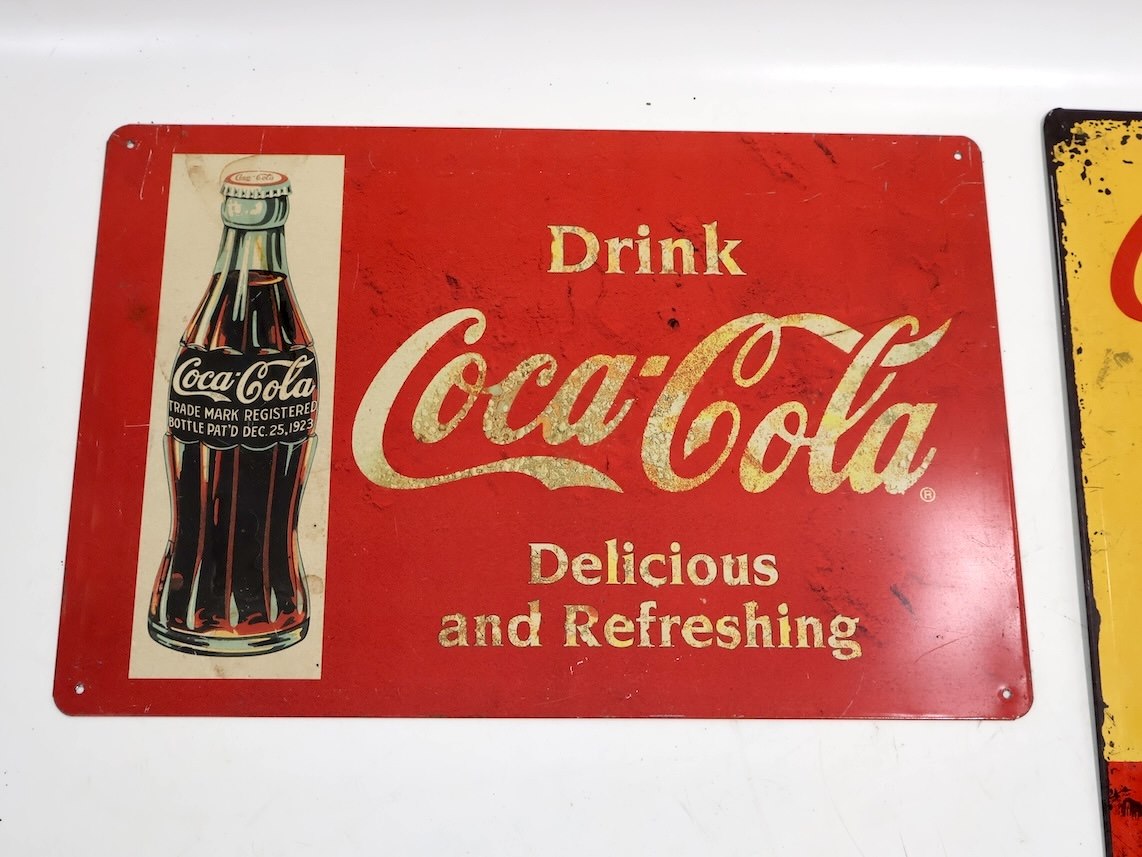 Coca-Cola
Coca-Cola
TRADE MARK REGISTERED
BOTTLE PAT'D DEC. 25, 1923
Drink
Coca-Cola
®
Delicious
and Refreshing